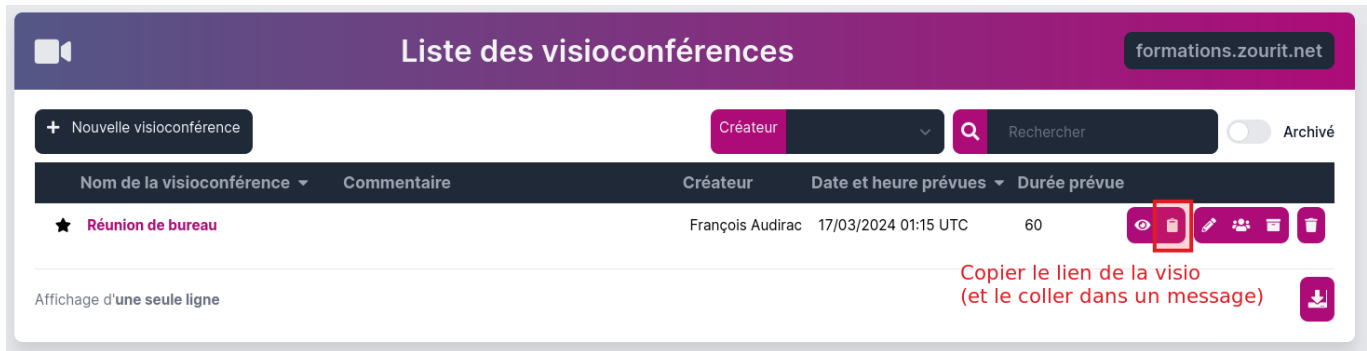 Liste des visioconférences
formations.zourit.net
Nouvelle visioconférence
Créateur
Rechercher
Archivé
Nom de la visioconférence Commentaire Créateur Date et heure prévues Durée prévue
Réunion de bureau François Audirac 17/03/2024 01:15 UTC 60
Copier le lien de la visio
(et le coller dans un message)
Affichage d'une seule ligne